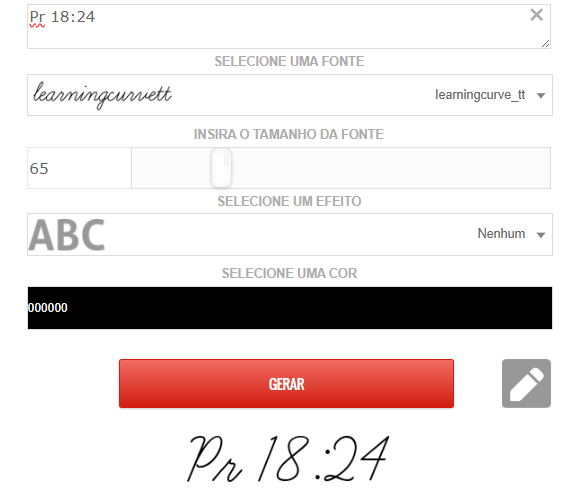 Pr 18:24
SELECIONE UMA FONTE
learningcurvett learningcurve_tt
INSIRA O TAMANHO DA FONTE
65
SELECIONE UM EFEITO
ABC Nenhum
SELECIONE UMA COR
000000
GERAR
Pr 18:24